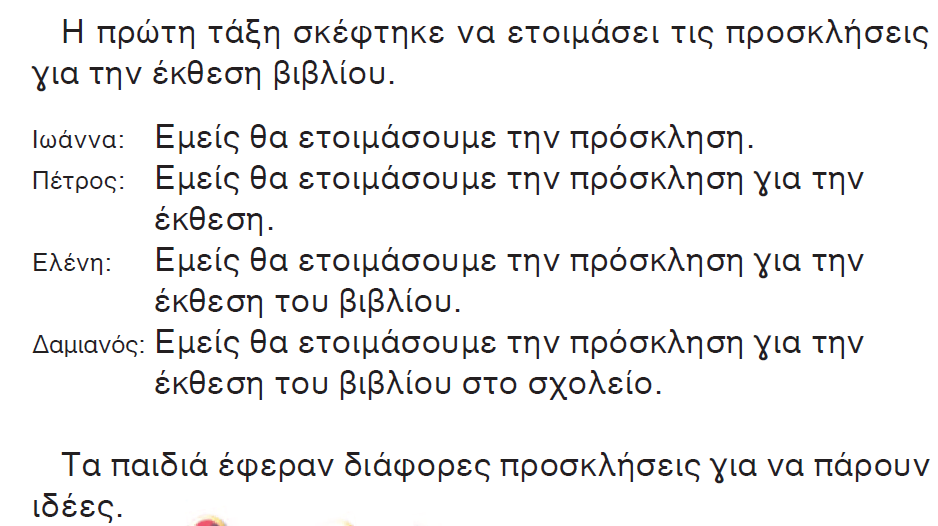 Η πρώτη τάξη σκέφτηκε να ετοιμάσει τις προσκλήσεις
για την έκθεση βιβλίου.
Ιωάννα: Εμείς θα ετοιμάσουμε την πρόσκληση.
Πέτρος: Εμείς θα ετοιμάσουμε την πρόσκληση για την
έκθεση.
Ελένη: Εμείς θα ετοιμάσουμε την πρόσκληση για την
έκθεση του βιβλίου.
Δαμιανός: Εμείς θα ετοιμάσουμε την πρόσκληση για την
έκθεση του βιβλίου στο σχολείο.
Τα παιδιά έφεραν διάφορες προσκλήσεις για να πάρουν
ιδέες.